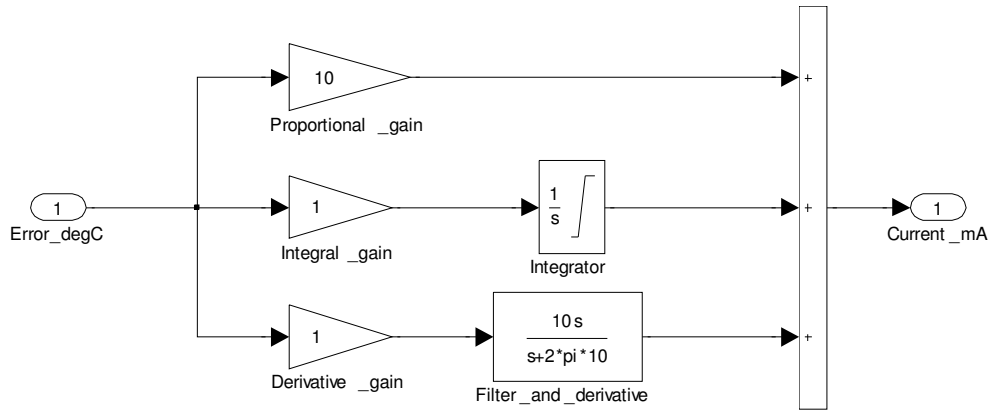 10
+
Proportional _gain
1
Error_degC
1
Integral _gain
1
s
Integrator
+
1
Current _mA
1
Derivative _gain
10 s
s+2*pi*10
Filter _and _derivative
+